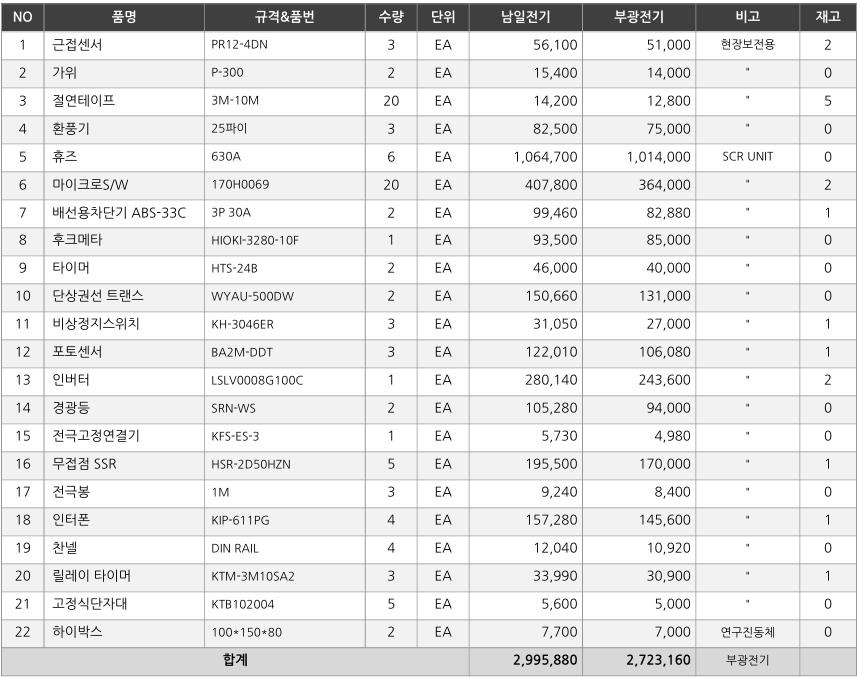 NO 품명 규격&품번 수량 단위 남일전기 부광전기 비고 재고
1 근접센서 PR12-4DN 3 EA 56,100 51,000 현장보전용 2
2 가위 P-300 2 EA 15,400 14,000 " 0
3 절연테이프 3M-10M 20 EA 14,200 12,800 " 5
4 환풍기 25파이 3 EA 82,500 75,000 " 0
5 휴즈 630A 6 EA 1,064,700 1,014,000 SCR UNIT 0
6 마이크로S/W 170H0069 20 EA 407,800 364,000 " 2
7 배선용차단기 ABS-33C 3P 30A 2 EA 99,460 82,880 " 1
8 후크메타 HIOKI-3280-10F 1 EA 93,500 85,000 " 0
9 타이머 HTS-24B 2 EA 46,000 40,000 " 0
10 단상권선 트랜스 WYAU-500DW 2 EA 150,660 131,000 " 0
11 비상정지스위치 KH-3046ER 3 EA 31,050 27,000 " 1
12 포토센서 BA2M-DDT 3 EA 122,010 106,080 " 1
13 인버터 LSLV0008G100C 1 EA 280,140 243,600 " 2
14 경광등 SRN-WS 2 EA 105,280 94,000 " 0
15 전극고정연결기 KFS-ES-3 1 EA 5,730 4,980 " 0
16 무접점 SSR HSR-2D50HZN 5 EA 195,500 170,000 " 1
17 전극봉 1M 3 EA 9,240 8,400 " 0
18 인터폰 KIP-611PG 4 EA 157,280 145,600 " 1
19 찬넬 DIN RAIL 4 EA 12,040 10,920 " 0
20 릴레이 타이머 KTM-3M10SA2 3 EA 33,990 30,900 " 1
21 고정식단자대 KTB102004 5 EA 5,600 5,000 " 0
22 하이박스 100*150*80 2 EA 7,700 7,000 연구진동체 0
합계 2,995,880 2,723,160 부광전기